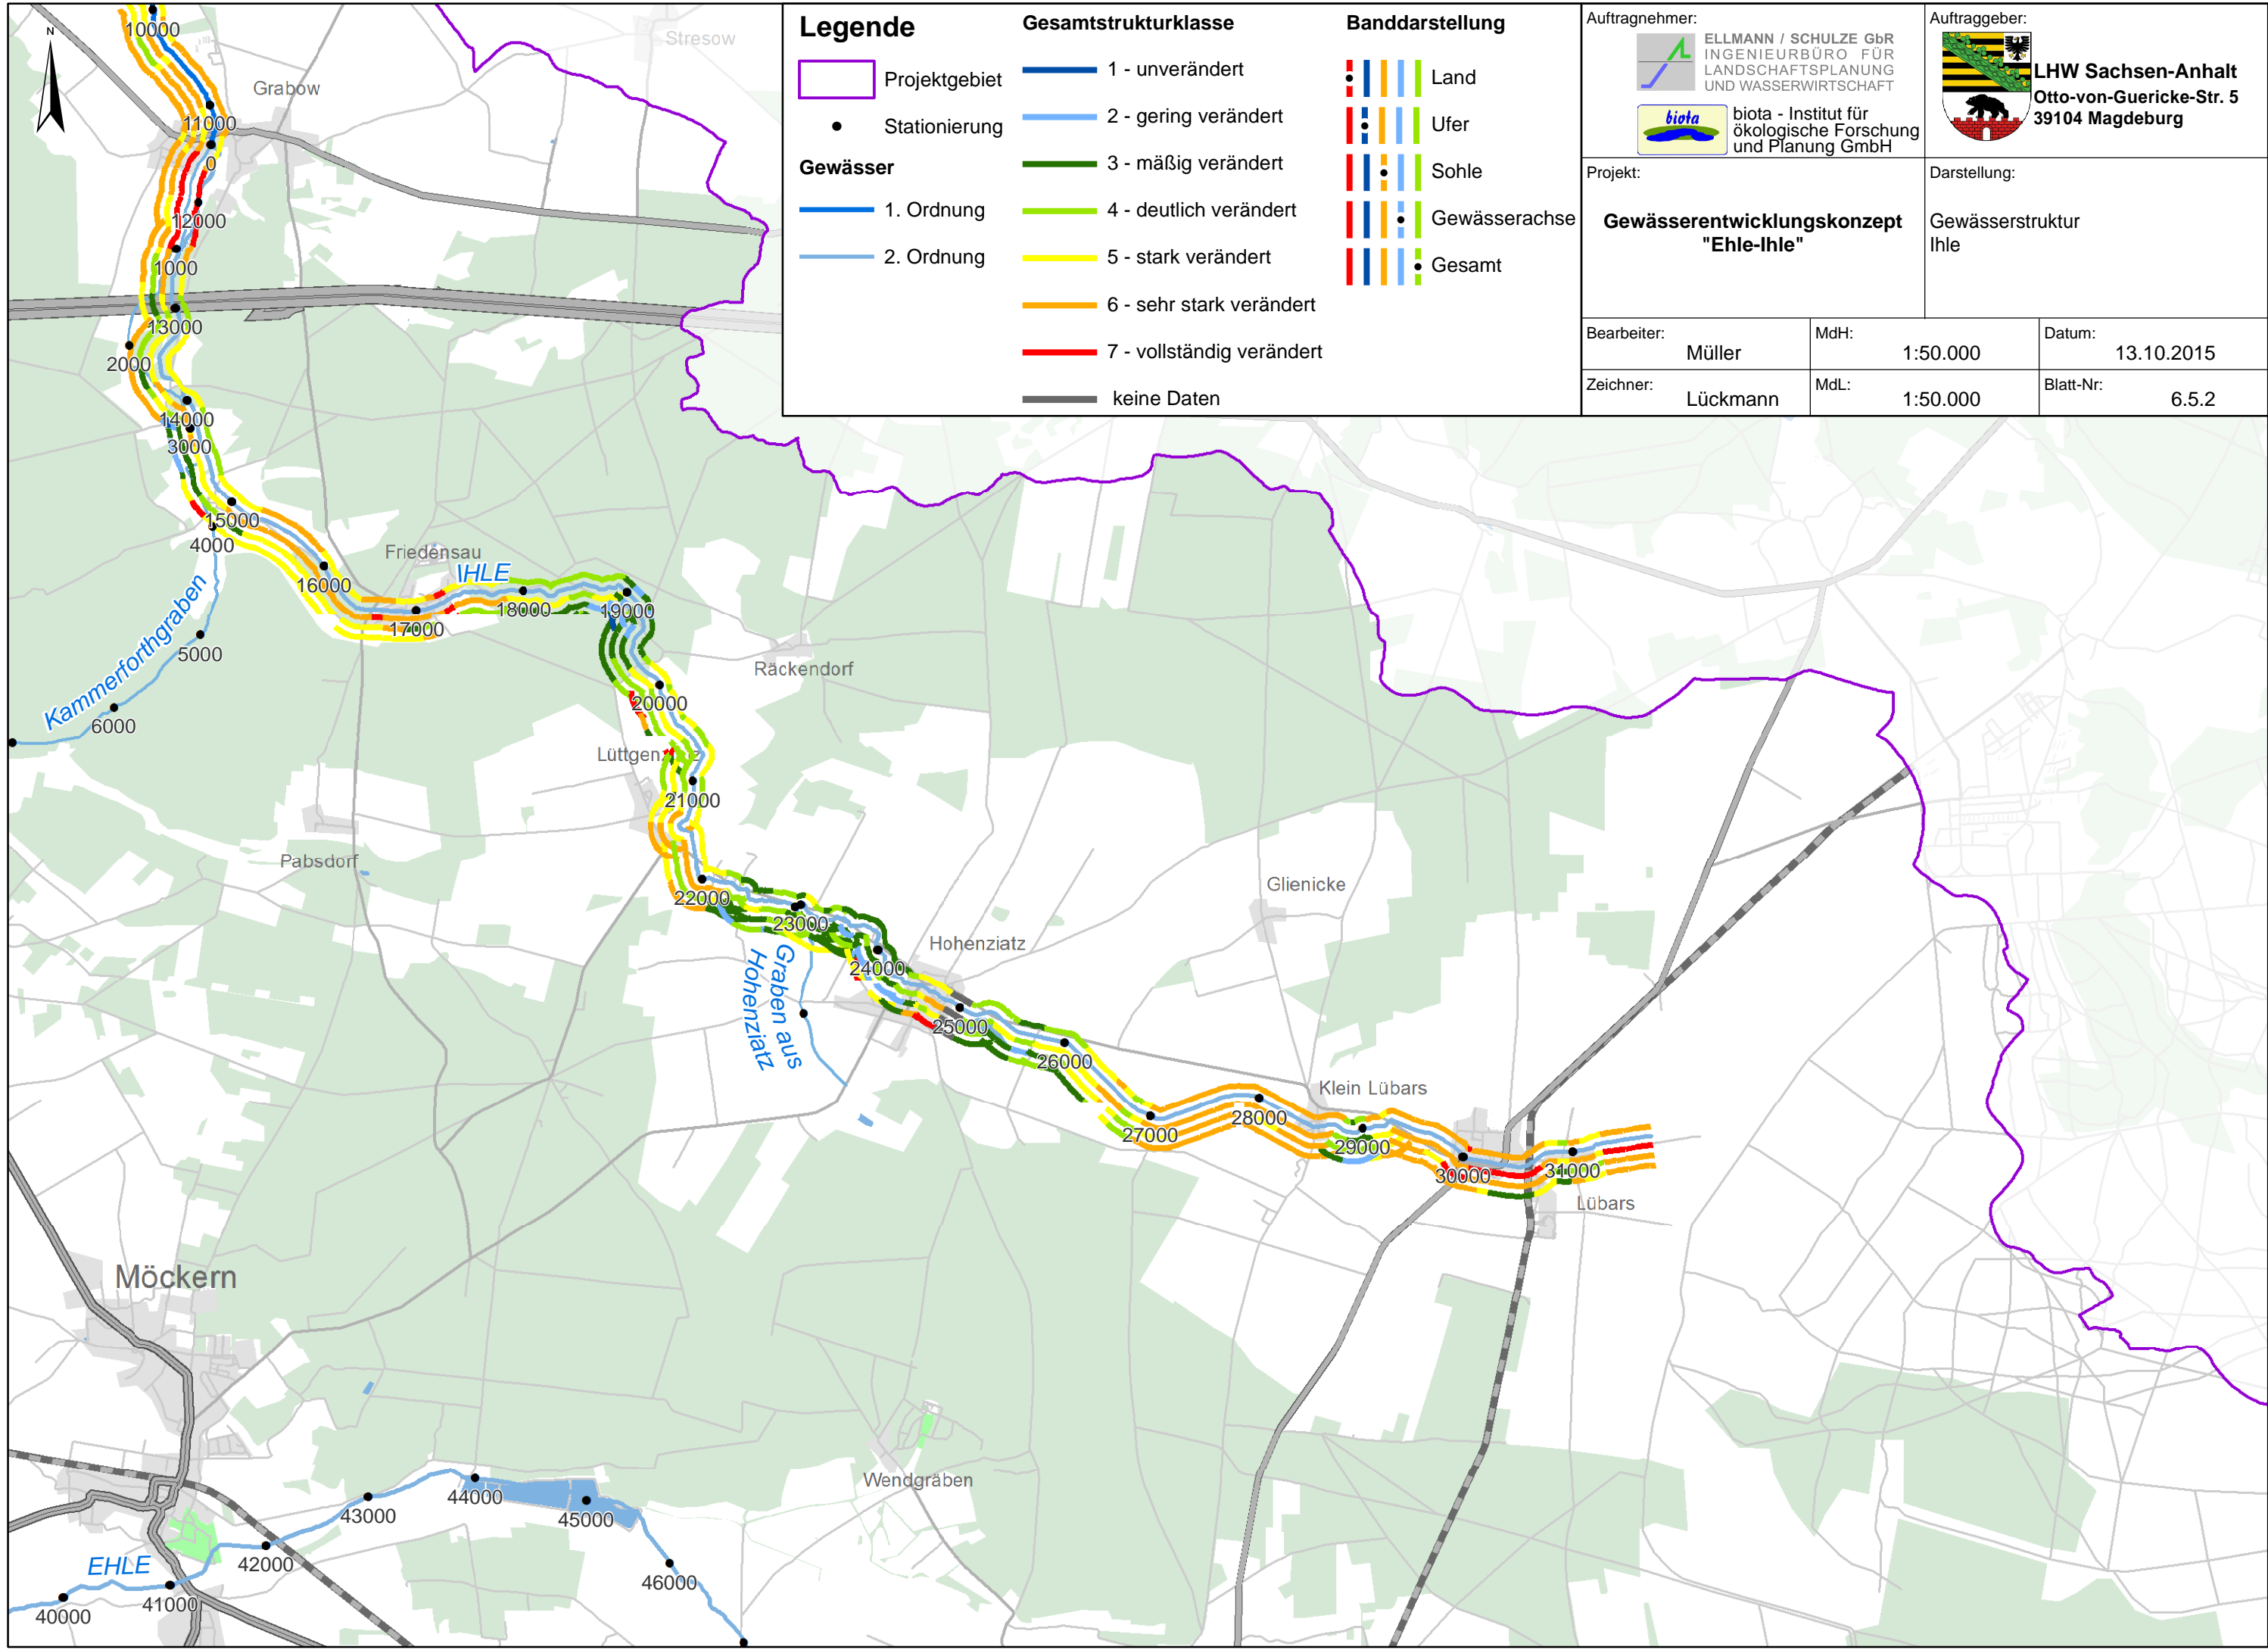 Legende
Projektgebiet
Stationierung
Gewässer
1. Ordnung
2. Ordnung
Gesamtstrukturklasse
1 - unverändert
2 - gering verändert
3 - mäßig verändert
4 - deutlich verändert
5 - stark verändert
6 - sehr stark verändert
7 - vollständig verändert
keine Daten
Banddarstellung
Land
Ufer
Sohle
Gewässerachse
Gesamt
Auftragnehmer:
ELLMANN / SCHULZE GbR
INGENIEURBÜRO FÜR
LANDSCHAFTSPLANUNG
UND WASSERWIRTSCHAFT
biota
biota - Institut für
ökologische Forschung
und Planung GmbH
Auftraggeber:
LHW Sachsen-Anhalt
Otto-von-Guericke-Str. 5
39104 Magdeburg
Projekt:
Gewässerentwicklungskonzept
"Ehle-Ihle"
Darstellung:
Gewässerstruktur
Ihle
Bearbeiter:
Müller
MdH:
1:50.000
Datum:
13.10.2015
Zeichner:
Lückmann
MdL:
1:50.000
Blatt-Nr:
6.5.2
N
10000
Stresow
Grabow
11000
0
12000
1000
13000
2000
14000
3000
15000
4000
Friedensau
IHLE
16000
17000
18000
19000
Kammerforthgraben
5000
6000
Räckendorf
20000
21000
Pabsdorf
22000
23000
Glienicke
Graben aus
Hohenziatz
Hohenziatz
24000
25000
26000
27000
28000
Klein Lübars
29000
30000
31000
Lübars
Möckern
Wendgräben
44000
43000
45000
42000
EHLE
46000
41000
40000